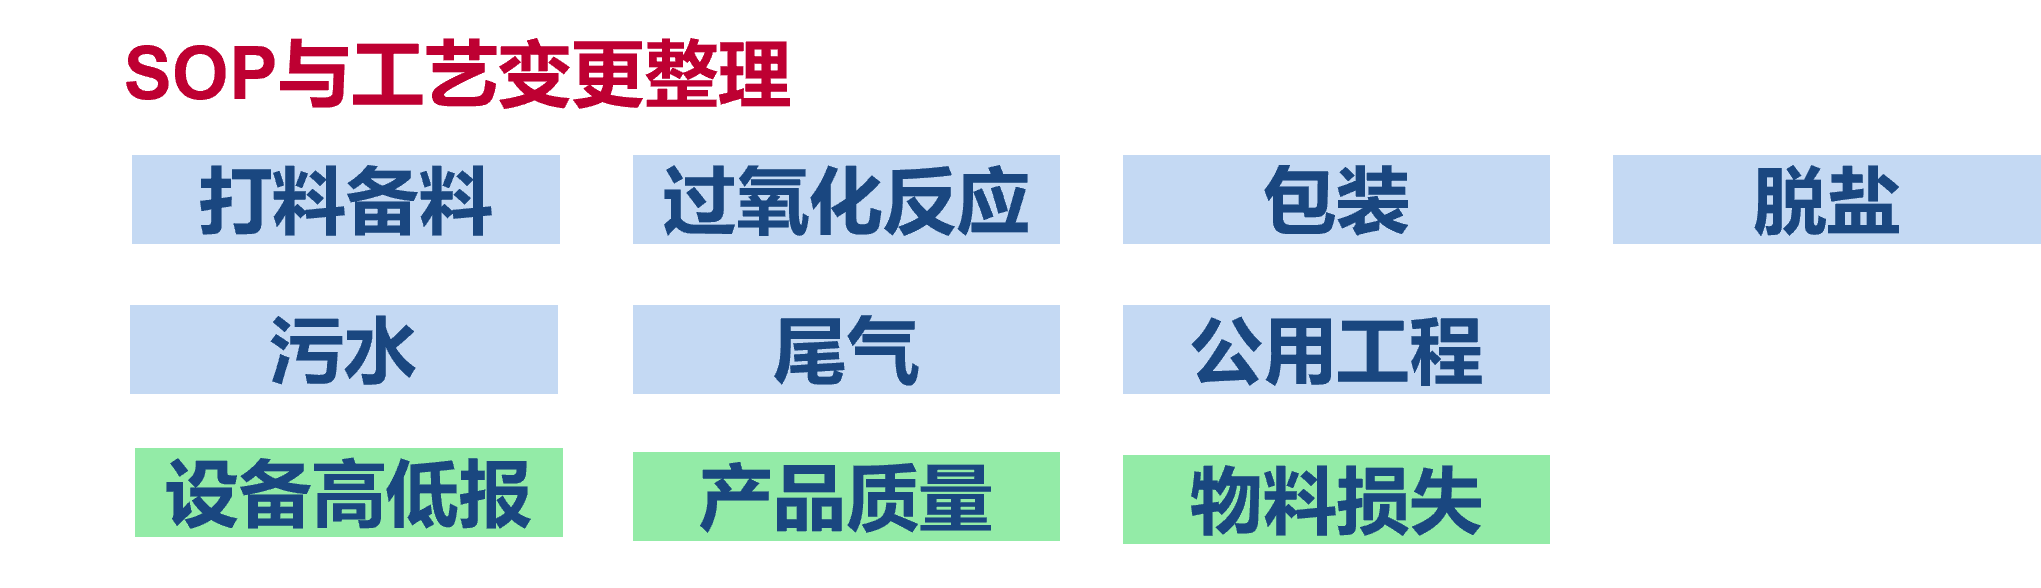 SOP与工艺变更整理
打料备料 过氧化反应 包装 脱盐
污水 尾气 公用工程
设备高低报 产品质量 物料损失